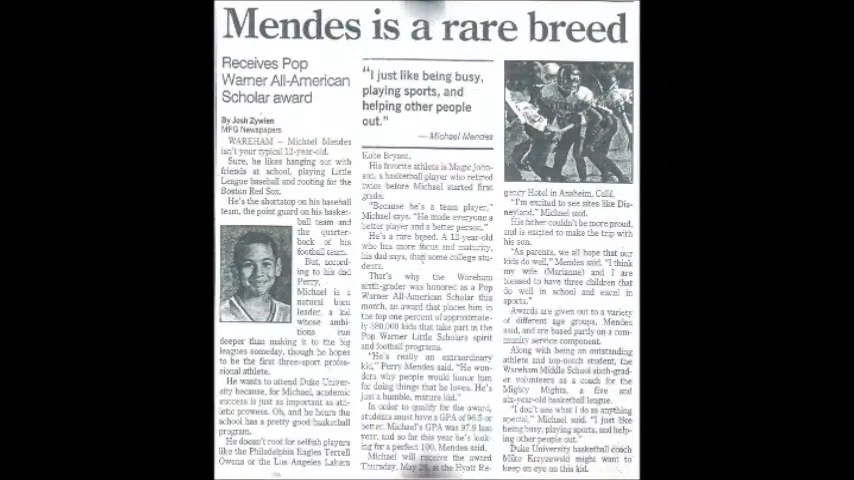 Mendes is a rare breed
Receives Pop
Warner All-American
Scholar award
By Josh Zywien
MPG Newspapers
WAREHAM — Michael Mendes
isn't your typical 12-year-old.
Sure, he likes hanging out with
friends at school, playing Little
League baseball and rooting for the
Boston Red Sox.
He's the shortstop on his baseball
team, the point guard on his basket-
ball team and
the quarter-
back of his
football team.
But, accord-
ing to his dad
Perry,
Michael is a
natural born
leader, a kid
whose ambi-
tions run
deeper than making it to the big
leagues someday, though he hopes
to be the first three-sport profes-
sional athlete.
He wants to attend Duke Univer-
sity because, for Michael, academic
success is just as important as ath-
letic prowess. Oh, and he hears the
school has a pretty good basketball
program.
He doesn't root for selfish players
like the Philadelphia Eagles Terrell
Owens or the Los Angeles Lakers
"I just like being busy,
playing sports, and
helping other people
out."
— Michael Mendes
Kobe Bryant.
His favorite athlete is Magic John-
son, a basketball player who retired
twice before Michael started first
grade.
"Because he's a team player,"
Michael says. "He made everyone a
better player and a better person."
He's a rare breed. A 12-year-old
who has more focus and maturity,
his dad says, than some college stu-
dents.
That's why the Wareham
sixth-grader was honored as a Pop
Warner All-American Scholar this
month, an award that places him in
the top one percent of approximate-
ly 380,000 kids that take part in the
Pop Warner Little Scholars spirit
and football programs.
"He's really an extraordinary
kid," Perry Mendes said. "He won-
ders why people would honor him
for doing things that he loves. He's
just a humble, mature kid."
In order to qualify for the award,
students must have a GPA of 96.5 or
better. Michael's GPA was 97.9 last
year, and so far this year he's look-
ing for a perfect 100, Mendes said.
Michael will receive the award
Thursday, May 26, at the Hyatt Re-
gency Hotel in Anaheim, Calif.
"I'm excited to see sites like Dis-
neyland," Michael said.
His father couldn't be more proud,
and is excited to make the trip with
his son.
"As parents, we all hope that our
kids do well," Mendes said. "I think
my wife (Marianne) and I are
blessed to have three children that
do well in school and excel in
sports."
Awards are given out to a variety
of different age groups, Mendes
said, and are based partly on a com-
munity service component.
Along with being an outstanding
athlete and top-notch student, the
Wareham Middle School sixth-grad-
er volunteers as a coach for the
Mighty Mights, a five and
six-year-old basketball league.
"I don't see what I do as anything
special," Michael said. "I just like
being busy, playing sports, and help-
ing other people out."
Duke University basketball coach
Mike Krzyzewski might want to
keep an eye on this kid.